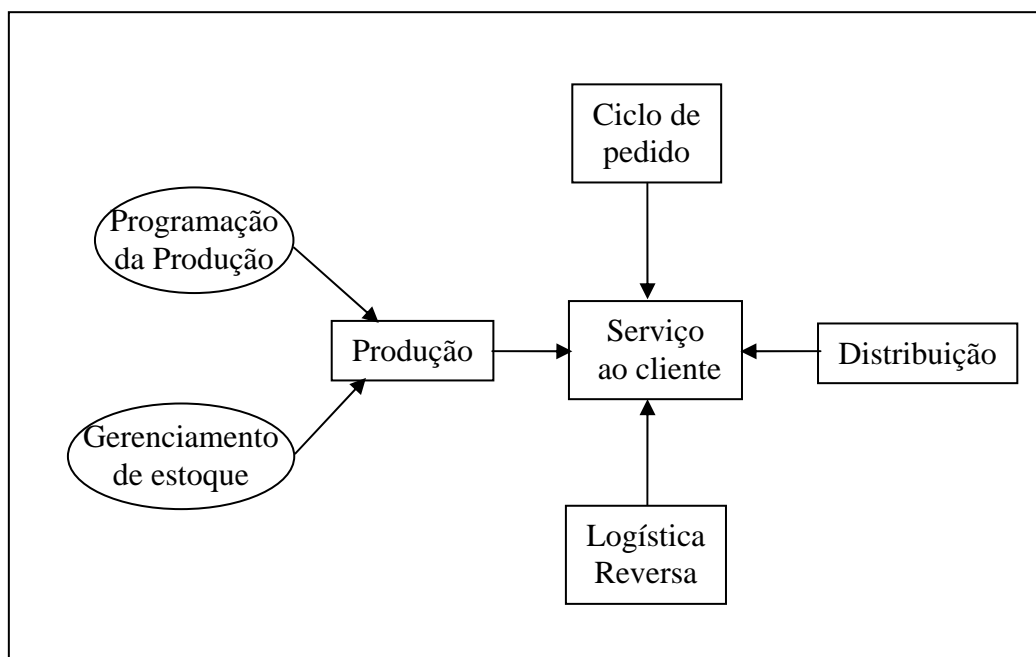 Ciclo de
pedido
Programação
da Produção
Produção
Serviço
ao cliente
Distribuição
Gerenciamento
de estoque
Logística
Reversa